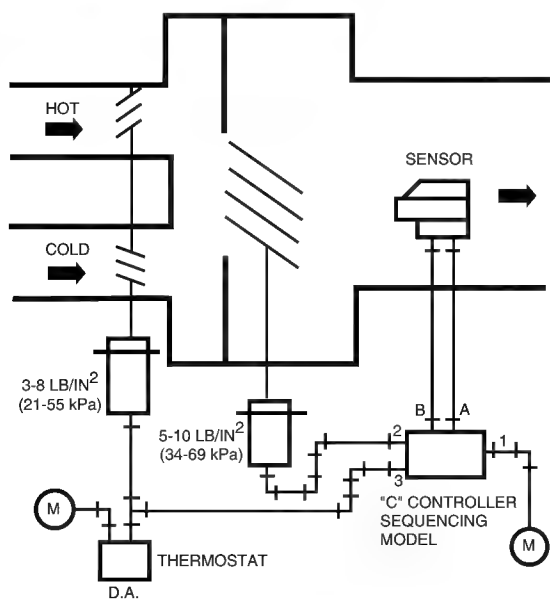 HOT
SENSOR
COLD
3-8 LB/IN2
(21-55 kPa)
5-10 LB/IN2
(34-69 kPa)
B
A
2
1
3
"C" CONTROLLER
SEQUENCING
MODEL
M
THERMOSTAT
M
D.A.